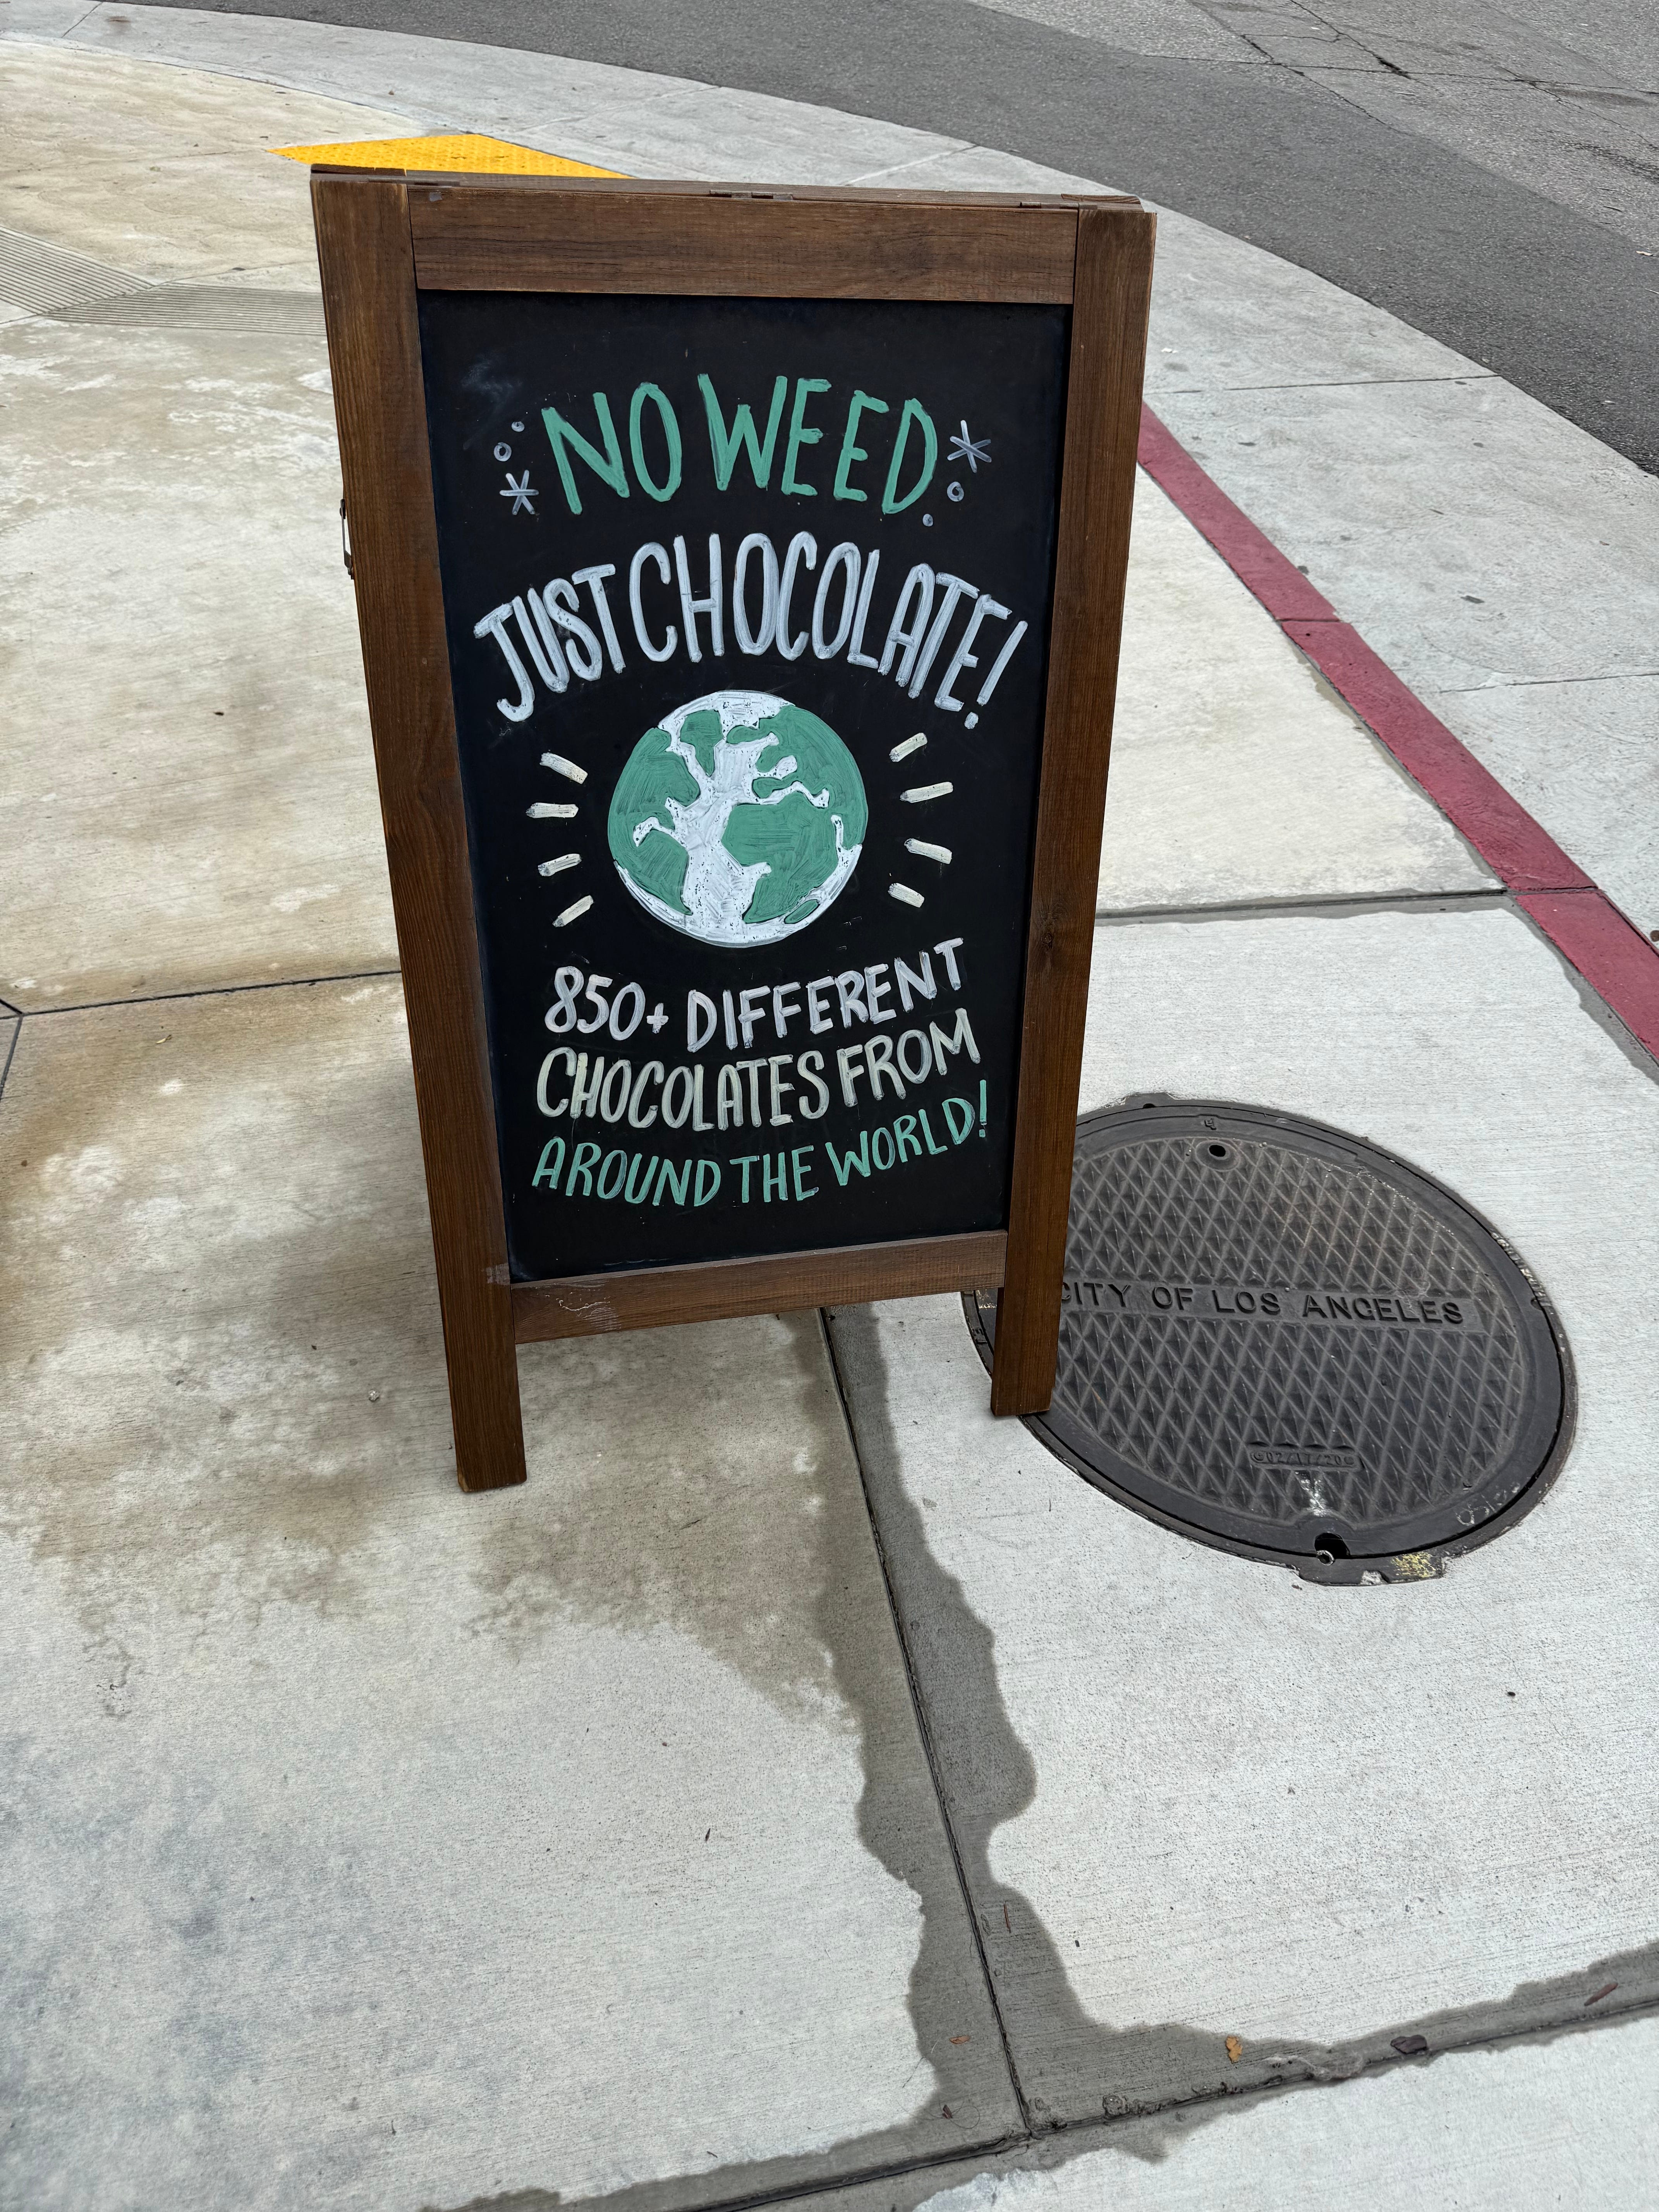 NO WEED
JUST CHOCOLATE!
850+ DIFFERENT
CHOCOLATES FROM
AROUND THE WORLD!
CITY OF LOS ANGELES